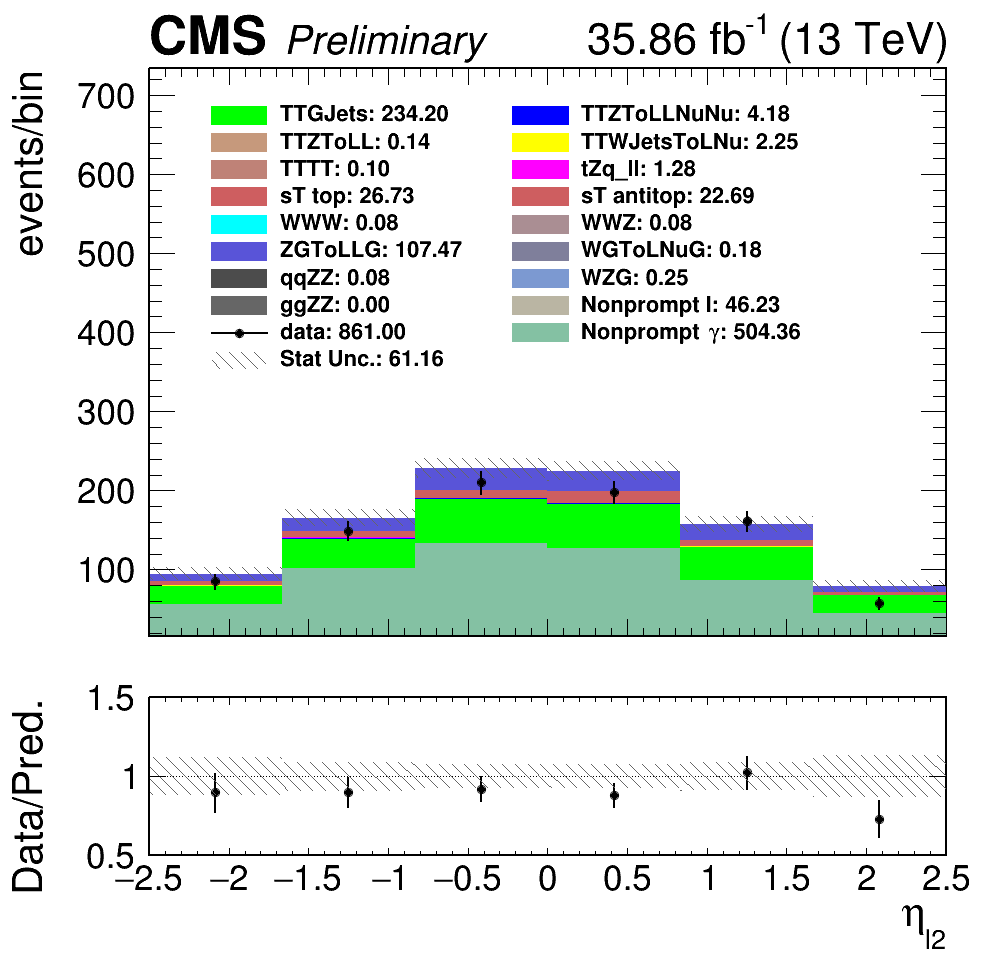 CMS Preliminary 35.86 fb-1 (13 TeV)
events/bin
700
600
500
400
300
200
100
TTGJets: 234.20
TTZToLLNuNu: 4.18
TTZToLL: 0.14
TTWJetsToLNu: 2.25
TTTT: 0.10
tZq_ll: 1.28
sT top: 26.73
sT antitop: 22.69
WWW: 0.08
WWZ: 0.08
ZGToLLG: 107.47
WGToLNuG: 0.18
qqZZ: 0.08
WZG: 0.25
ggZZ: 0.00
Nonprompt l: 46.23
data: 861.00
Nonprompt γ: 504.36
Stat Unc.: 61.16
Data/Pred.
1.5
1
0.5
−2.5 −2 −1.5 −1 −0.5 0 0.5 1 1.5 2 2.5
ηl2